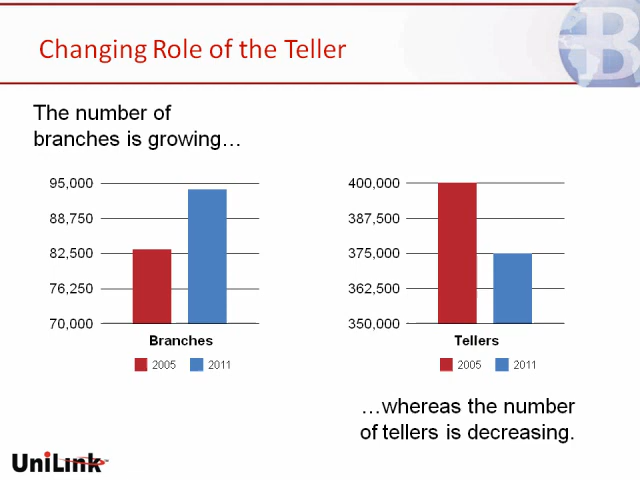 Changing Role of the Teller
B
The number of
branches is growing…
95,000
88,750
82,500
76,250
70,000
Branches
2005 2011
400,000
387,500
375,000
362,500
350,000
Tellers
2005 2011
…whereas the number
of tellers is decreasing.
UniLink